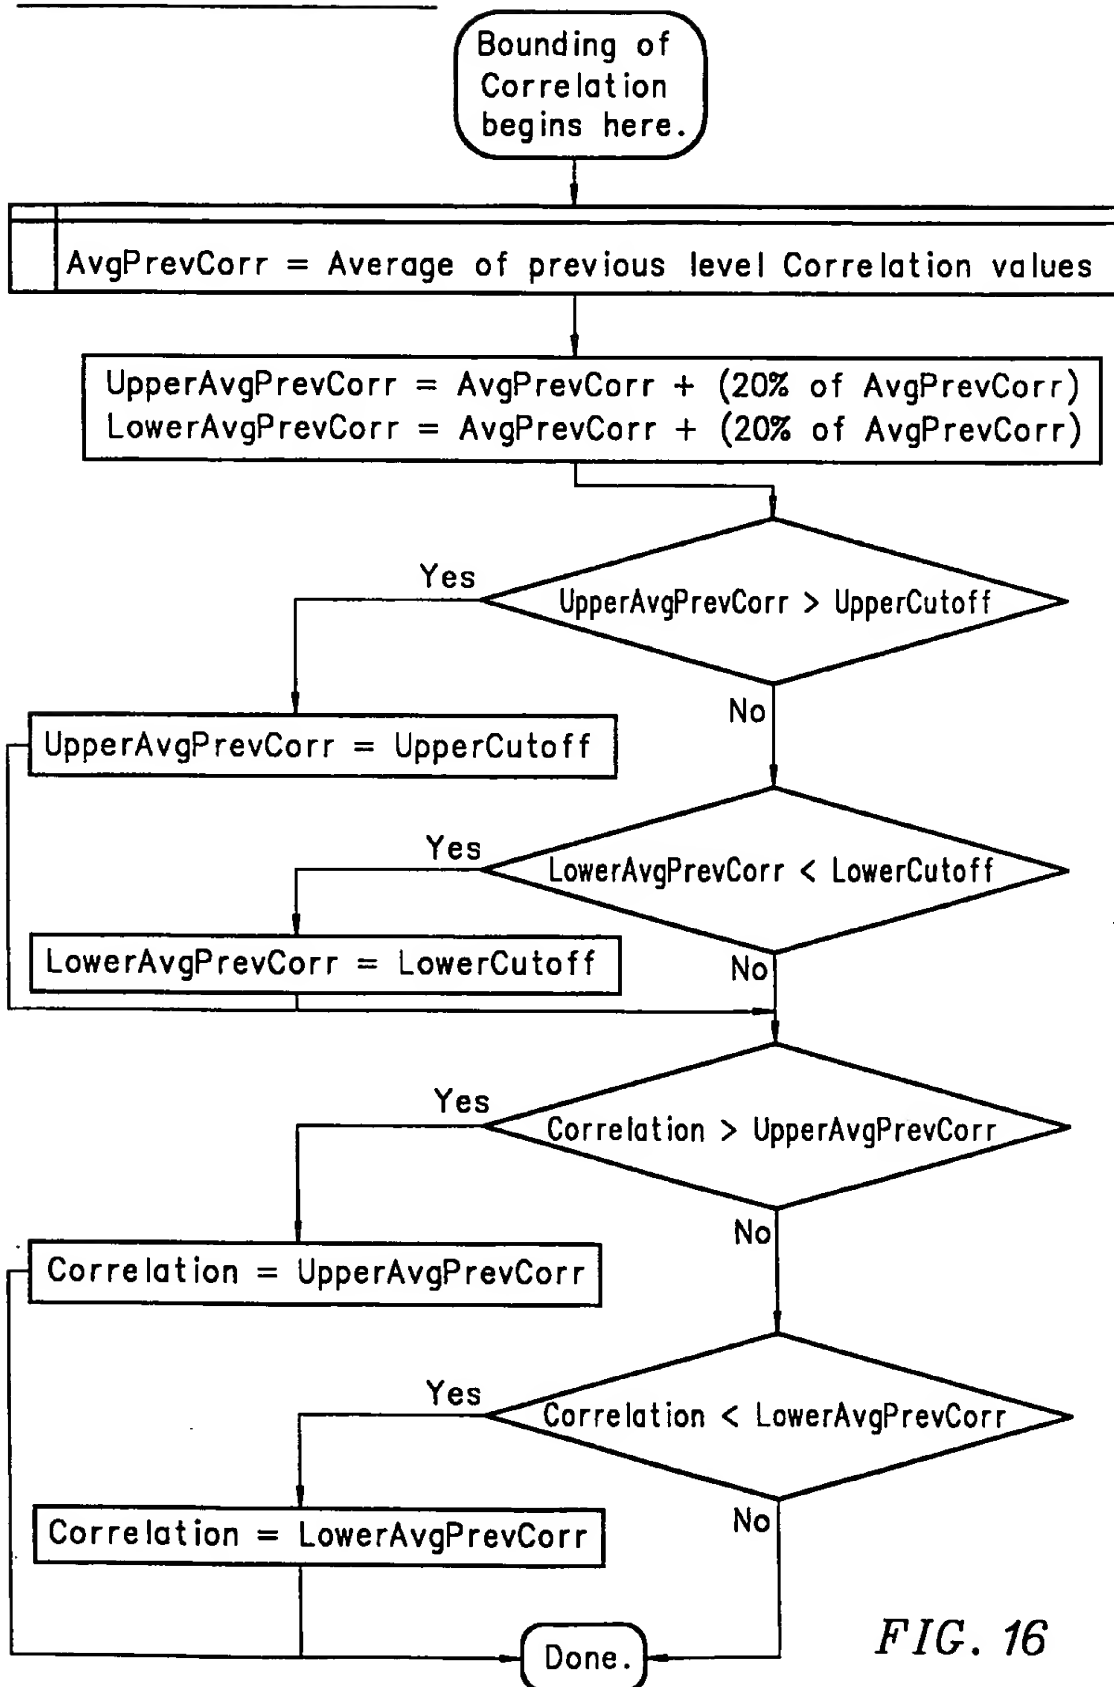 Bounding of
Correlation
begins here.
AvgPrevCorr = Average of previous level Correlation values
UpperAvgPrevCorr = AvgPrevCorr + (20% of AvgPrevCorr)
LowerAvgPrevCorr = AvgPrevCorr + (20% of AvgPrevCorr)
Yes
UpperAvgPrevCorr > UpperCutoff
No
UpperAvgPrevCorr = UpperCutoff
Yes
LowerAvgPrevCorr < LowerCutoff
LowerAvgPrevCorr = LowerCutoff
No
Yes
Correlation > UpperAvgPrevCorr
No
Correlation = UpperAvgPrevCorr
Yes
Correlation < LowerAvgPrevCorr
No
Correlation = LowerAvgPrevCorr
Done.
FIG. 16